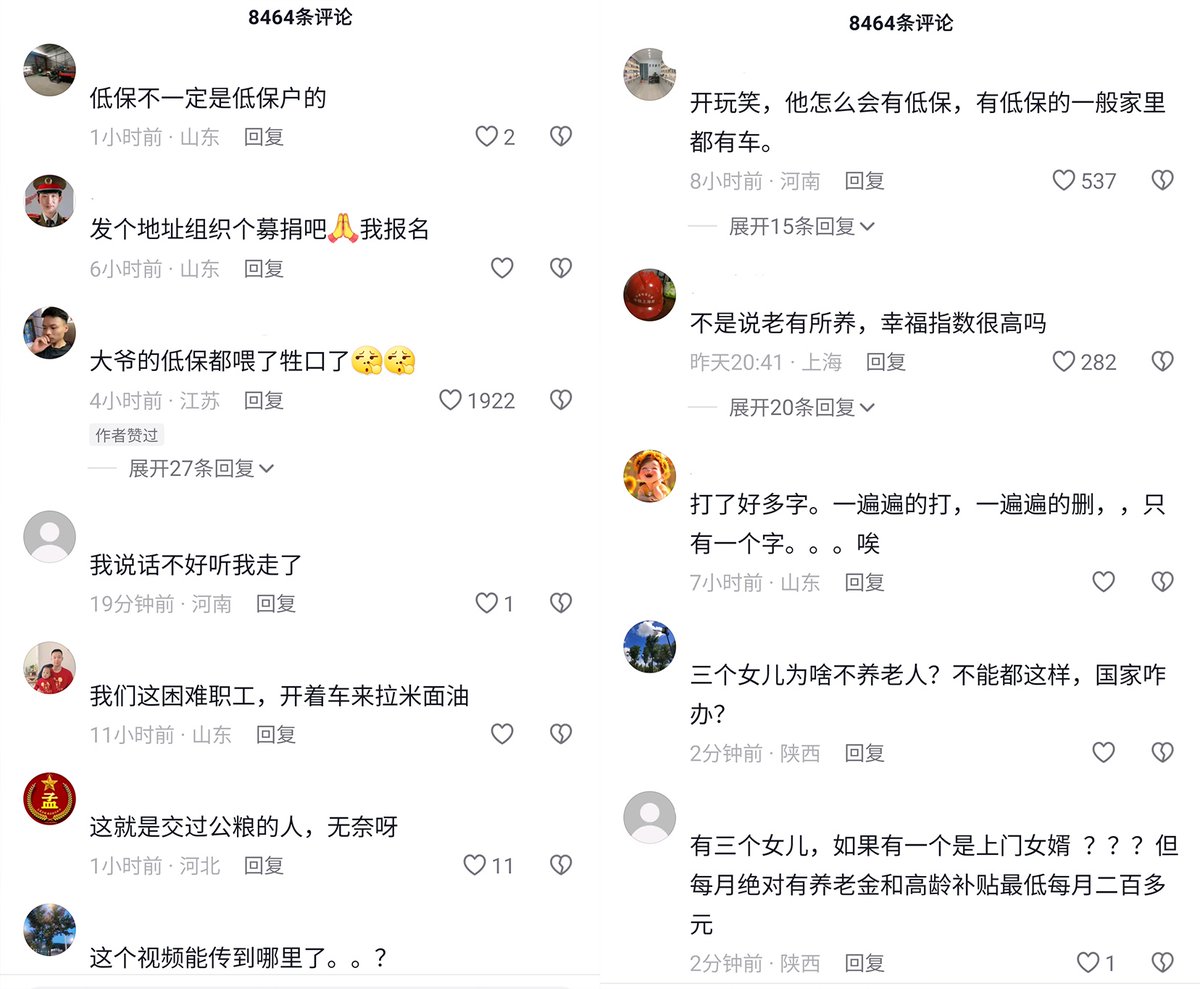 8464条评论
低保不一定是低保户的
1小时前 · 山东 回复 2
发个地址组织个募捐吧🙏我报名
6小时前 · 山东 回复
大爷的低保都喂了牲口了🫢🫢
4小时前 · 江苏 回复 1922
作者赞过
展开27条回复
我说话不好听我走了
19分钟前 · 河南 回复 1
我们这困难职工，开着车来拉米面油
11小时前 · 山东 回复
孟
这就是交过公粮的人，无奈呀
1小时前 · 河北 回复 11
这个视频能传到哪里了。。？
8464条评论
开玩笑，他怎么会有低保，有低保的一般家里
都有车。
8小时前 · 河南 回复 537
展开15条回复
不是说老有所养，幸福指数很高吗
昨天20:41 · 上海 回复 282
展开20条回复
打了好多字。一遍遍的打，一遍遍的删，，只
有一个字。。。唉
7小时前 · 山东 回复
三个女儿为啥不养老人？不能都这样，国家咋
办？
2分钟前 · 陕西 回复
有三个女儿，如果有一个是上门女婿 ？？？但
每月绝对有养老金和高龄补贴最低每月二百多
元
2分钟前 · 陕西 回复 1